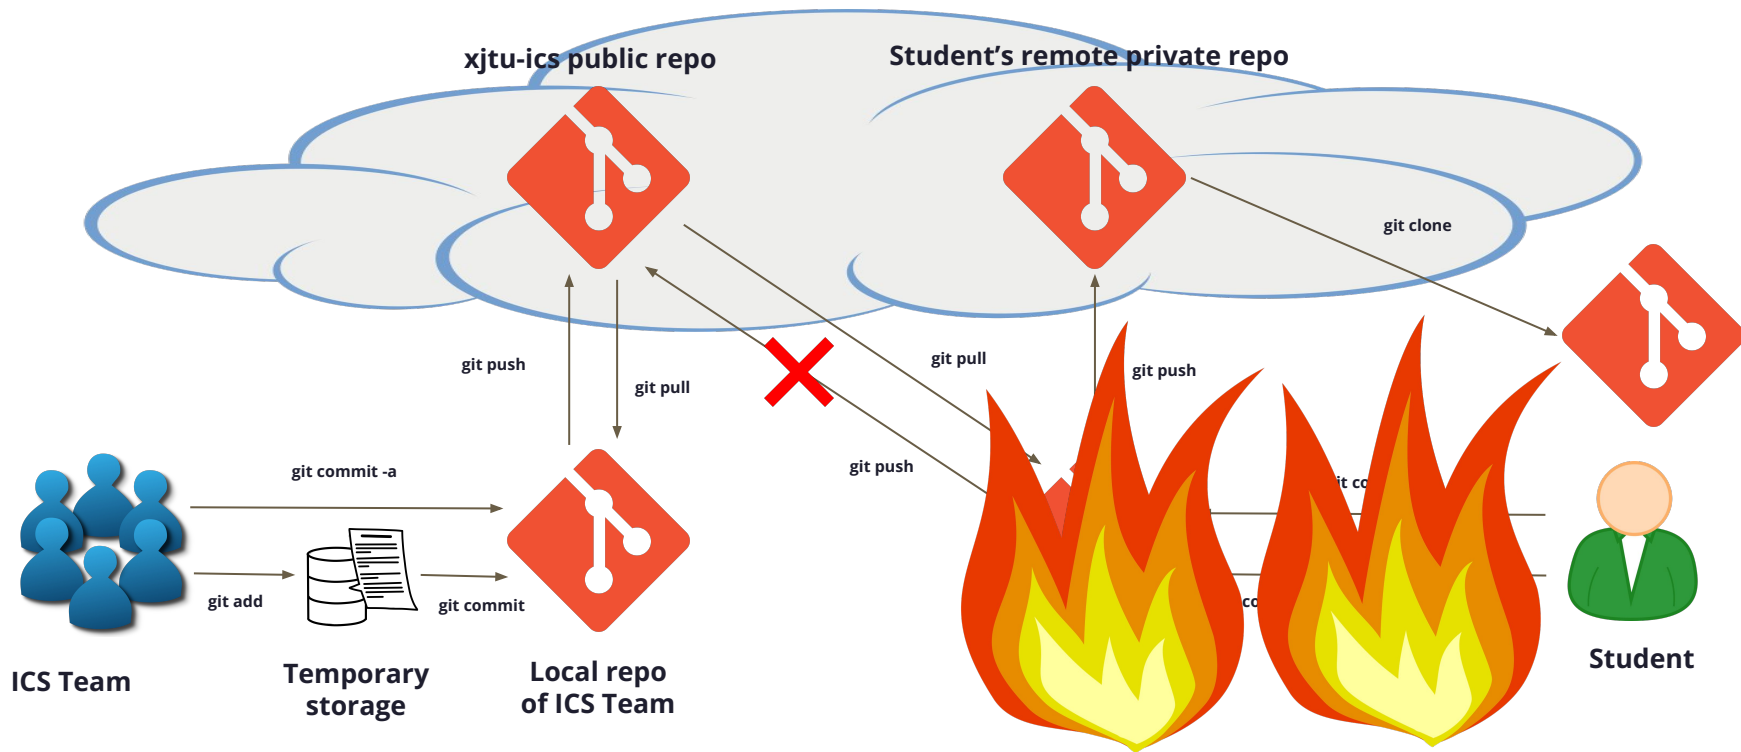 xjtu-ics public repo
Student’s remote private repo
git clone
git push
git pull
git pull
git push
git commit -a
git push
git add
git commit
ICS Team
Temporary
storage
Local repo
of ICS Team
Student